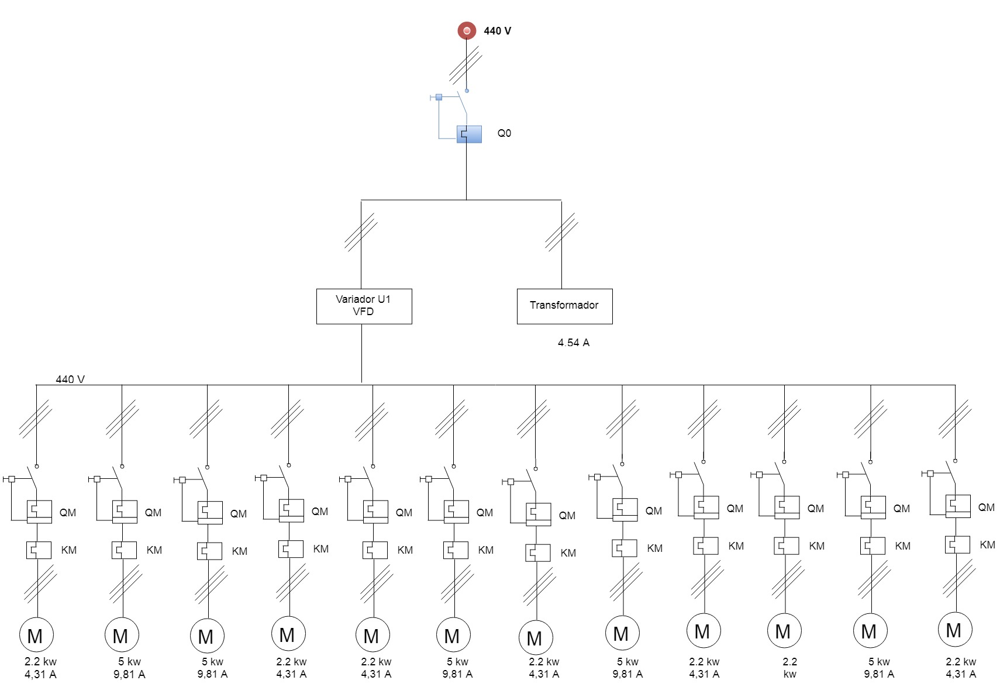 440 V
Q0
Variador U1
VFD
Transformador
4.54 A
440 V
QM
QM
QM
QM
QM
QM
QM
QM
QM
QM
QM
QM
KM
KM
KM
KM
KM
KM
KM
KM
KM
KM
KM
KM
M
M
M
M
M
M
M
M
M
M
M
M
2.2 kw
4,31 A
5 kw
9,81 A
5 kw
9,81 A
2.2 kw
4,31 A
2.2 kw
4,31 A
5 kw
9,81 A
2.2 kw
4,31 A
5 kw
9,81 A
2.2 kw
4,31 A
2.2
kw
5 kw
9,81 A
2.2 kw
4,31 A